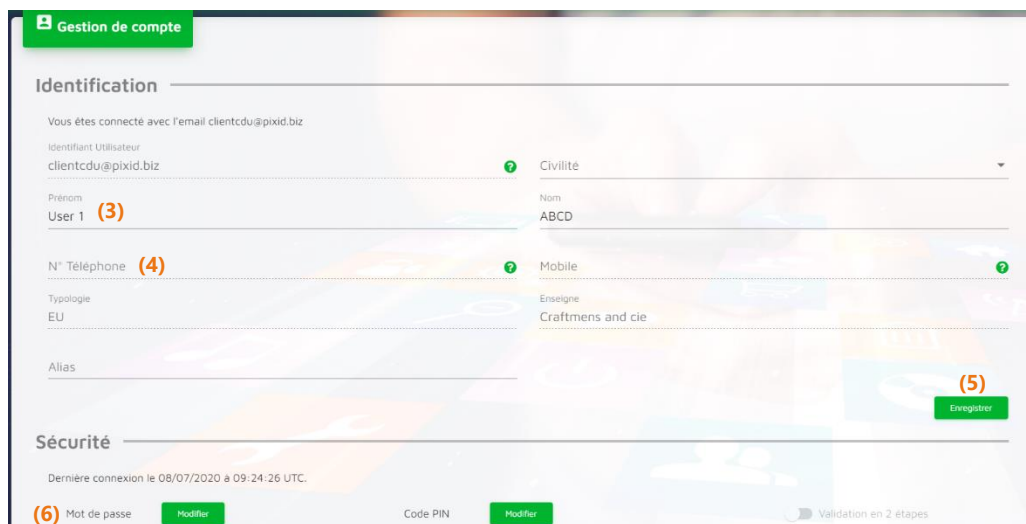 Gestion de compte
Identification
Vous êtes connecté avec l'email clientcdu@pixid.biz
Identifiant Utilisateur
clientcdu@pixid.biz
Civilité
Prénom
User 1 (3)
Nom
ABCD
N° Téléphone (4)
Mobile
Typologie
EU
Enseigne
Craftmens and cie
Alias
(5)
Enregistrer
Sécurité
Dernière connexion le 08/07/2020 à 09:24:26 UTC.
(6) Mot de passe Modifier Code PIN Modifier Validation en 2 étapes